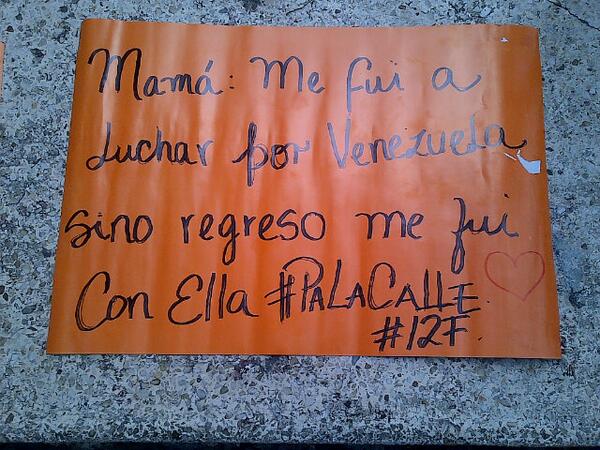 Mamá: Me fui a
Luchar por Venezuela
sino regreso me fui
Con Ella #PALACALLE.
#12F